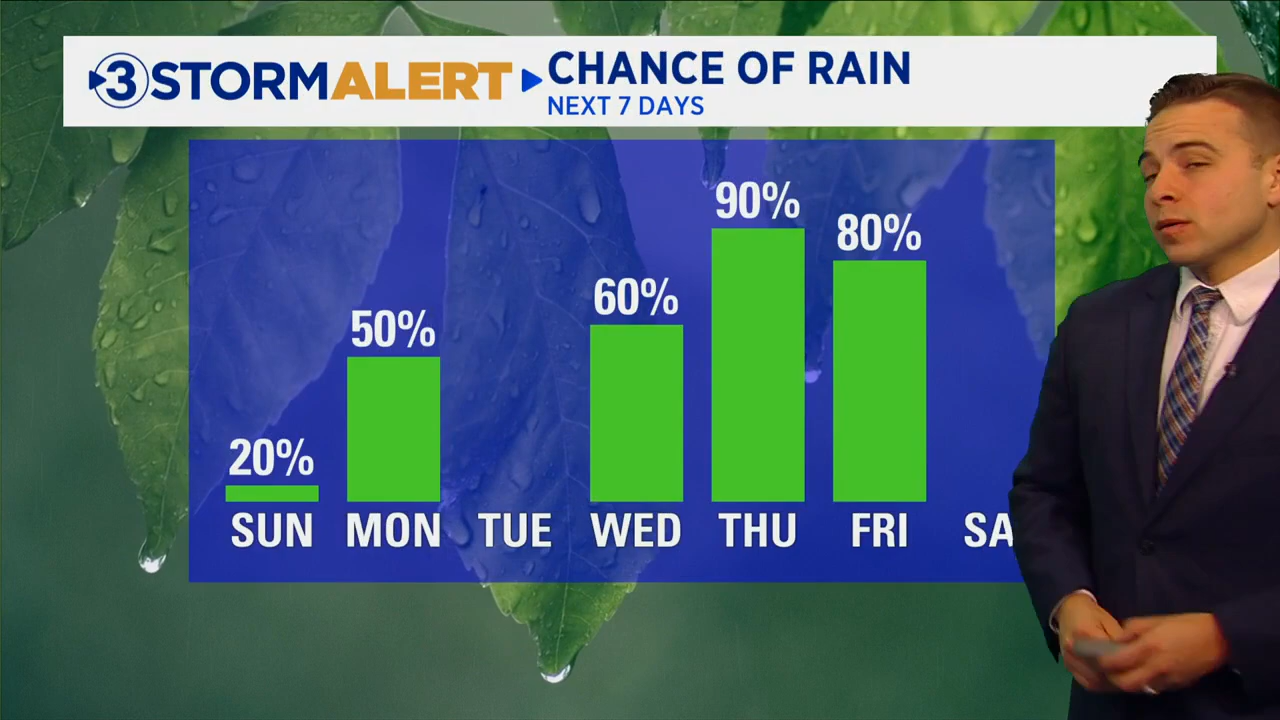 3 STORMALERT
CHANCE OF RAIN
NEXT 7 DAYS
20% 50% 60% 90% 80%
SUN MON TUE WED THU FRI SA